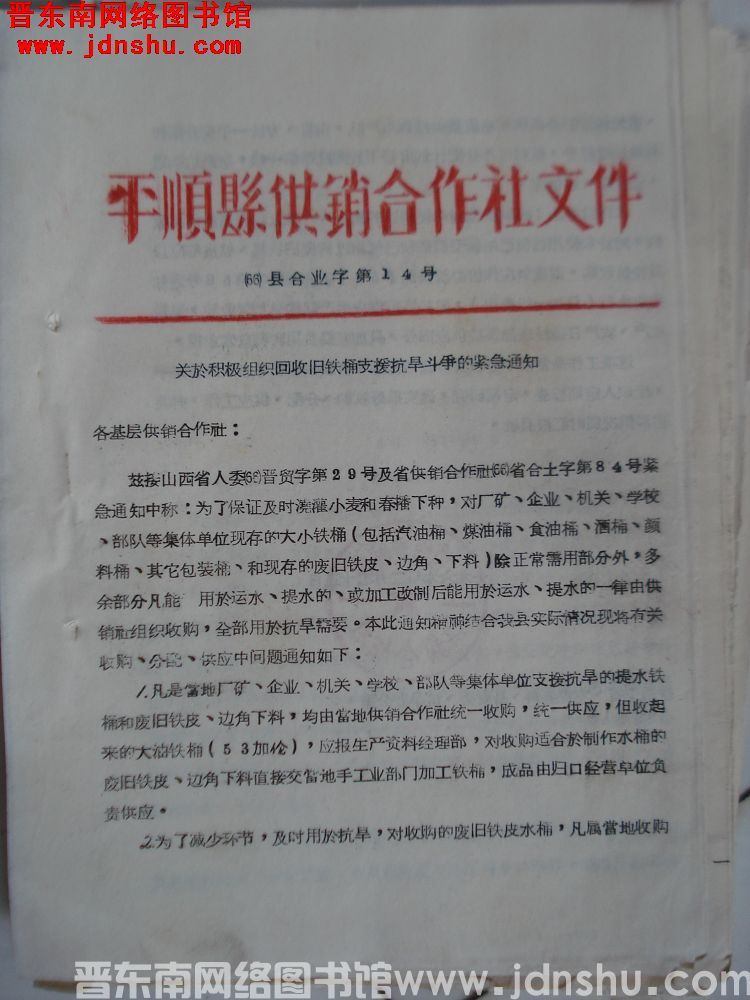 晋东南网络图书馆
www.jdnshu.com
平順縣供銷合作社文件
(66)县合业字第14号
关於积极组织回收旧铁桶支援抗旱斗爭的紧急通知
各基层供销合作社：
茲接山西省人委(66)晋贸字第29号及省供销合作社(66)省合土字第84号紧
急通知中称：为了保证及时澆灌小麦和春播下种，对厂矿、企业、机关、学校
、部队等集体单位现存的大小铁桶（包括汽油桶、煤油桶、食油桶、酒桶、颜
料桶、其它包装桶、和现存的废旧铁皮、边角、下料）除正常需用部分外，多
余部分凡能 用於运水、提水的、或加工改制后能用於运水、提水的一律由供
销社组织收购，全部用於抗旱需要。本此通知精神结合我县实际情况现将有关
收购、分配、供应中问题通知如下：
1.凡是當地厂矿、企业、机关、学校、部队等集体单位支援抗旱的提水铁
桶和废旧铁皮、边角下料，均由當地供销合作社统一收购，统一供应，但收起
来的大油铁桶（53加伦），应报生产资料经理部，对收购适合於制作水桶的
废旧铁皮、边角下料直接交當地手工业部门加工铁桶，成品由归口经营单位负
责供应。
2.为了减少环节，及时用於抗旱，对收购的废旧铁皮水桶，凡属當地收购
一
晋东南网络图书馆www.jdnshu.com